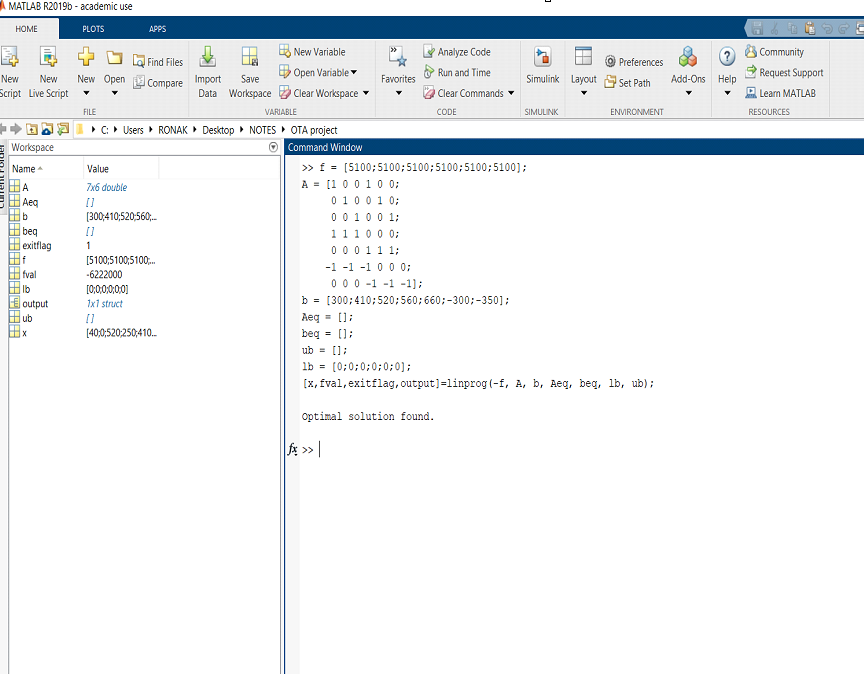 MATLAB R2019b - academic use
HOME PLOTS APPS
New Script
New Live Script
New
Open
Find Files
Compare
Import Data
Save Workspace
New Variable
Open Variable
Clear Workspace
Favorites
Analyze Code
Run and Time
Clear Commands
Simulink
Layout
Preferences
Set Path
Add-Ons
Help
Community
Request Support
Learn MATLAB
FILE VARIABLE CODE SIMULINK ENVIRONMENT RESOURCES
C: Users RONAK Desktop NOTES OTA project
Workspace
Name Value
A 7x6 double
Aeq []
b [300;410;520;560;...
beq []
exitflag 1
f [5100;5100;5100;...
fval -6222000
lb [0;0;0;0;0;0]
output 1x1 struct
ub []
x [40;0;520;250;410...
Command Window
>> f = [5100;5100;5100;5100;5100;5100];
A = [1 0 0 1 0 0;
0 1 0 0 1 0;
0 0 1 0 0 1;
1 1 1 0 0 0;
0 0 0 1 1 1;
-1 -1 -1 0 0 0;
0 0 0 -1 -1 -1];
b = [300;410;520;560;660;-300;-350];
Aeq = [];
beq = [];
ub = [];
lb = [0;0;0;0;0;0];
[x,fval,exitflag,output]=linprog(-f, A, b, Aeq, beq, lb, ub);
Optimal solution found.
fx >>